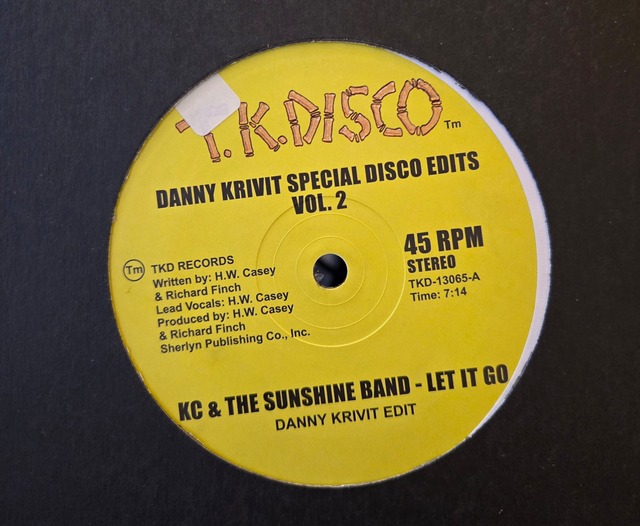 T.K.DISCO Tm
DANNY KRIVIT SPECIAL DISCO EDITS
VOL. 2
45 RPM
STEREO
TKD-13065-A
Time: 7:14
Tm TKD RECORDS
Written by: H.W. Casey
& Richard Finch
Lead Vocals: H.W. Casey
Produced by: H.W. Casey
& Richard Finch
Sherlyn Publishing Co., Inc.
KC & THE SUNSHINE BAND - LET IT GO
DANNY KRIVIT EDIT